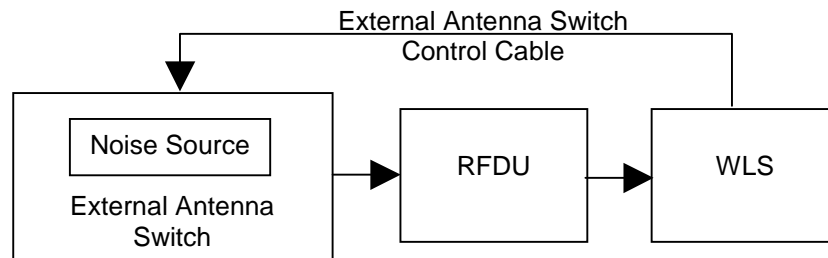 External Antenna Switch
Control Cable
Noise Source
External Antenna
Switch
RFDU
WLS